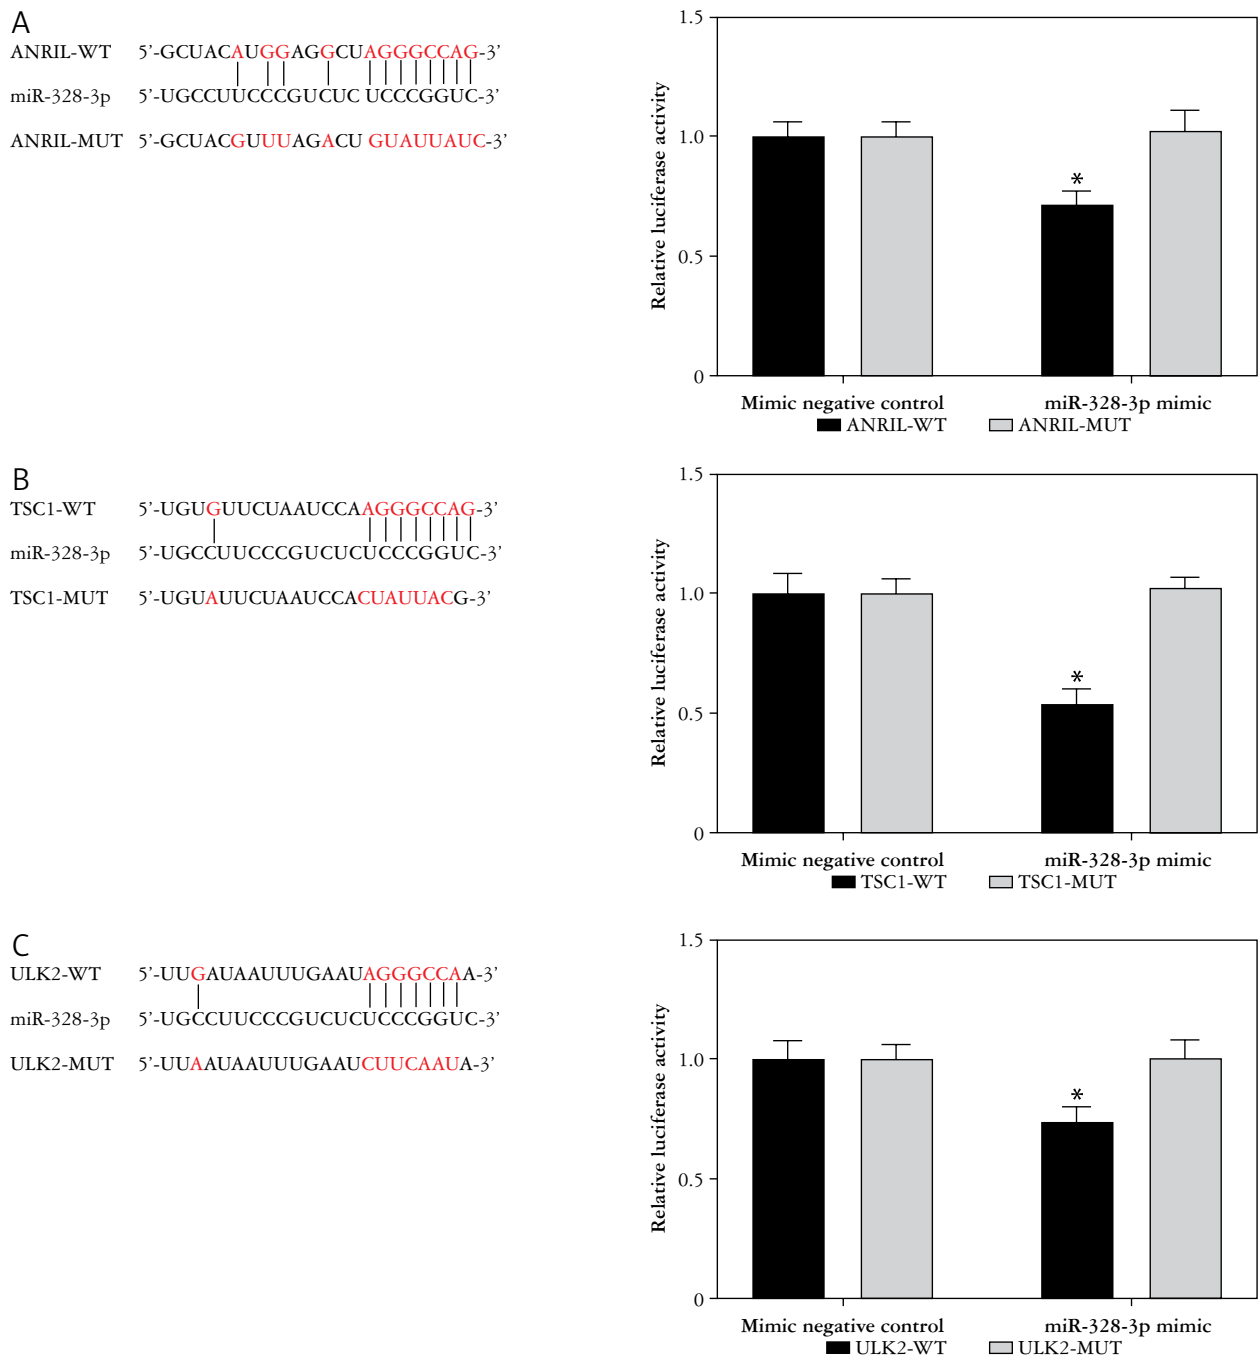 A
ANRIL-WT 5’-GCUACAUGGAGGCUAGGGCCAG-3’
miR-328-3p 5’-UGCCUUCCCGUCUC UCCCGGUC-3’
ANRIL-MUT 5’-GCUACGUUUAGACU GUAUUAUC-3’
Relative luciferase activity
1.5
1.0
0.5
0
*
Mimic negative control miR-328-3p mimic
ANRIL-WT ANRIL-MUT
B
TSC1-WT 5’-UGUGUUCUAAUCCAAGGGCCAG-3’
miR-328-3p 5’-UGCCUUCCCGUCUCUCCCGGUC-3’
TSC1-MUT 5’-UGUAUUCUAAUCCACUAUUACG-3’
Relative luciferase activity
1.5
1.0
0.5
0
*
Mimic negative control miR-328-3p mimic
TSC1-WT TSC1-MUT
C
ULK2-WT 5’-UUGAUAAUUUGAAUAGGGCCAA-3’
miR-328-3p 5’-UGCCUUCCCGUCUCUCCCGGUC-3’
ULK2-MUT 5’-UUAAUAAUUUGAAUCUUCAAUA-3’
Relative luciferase activity
1.5
1.0
0.5
0
*
Mimic negative control miR-328-3p mimic
ULK2-WT ULK2-MUT